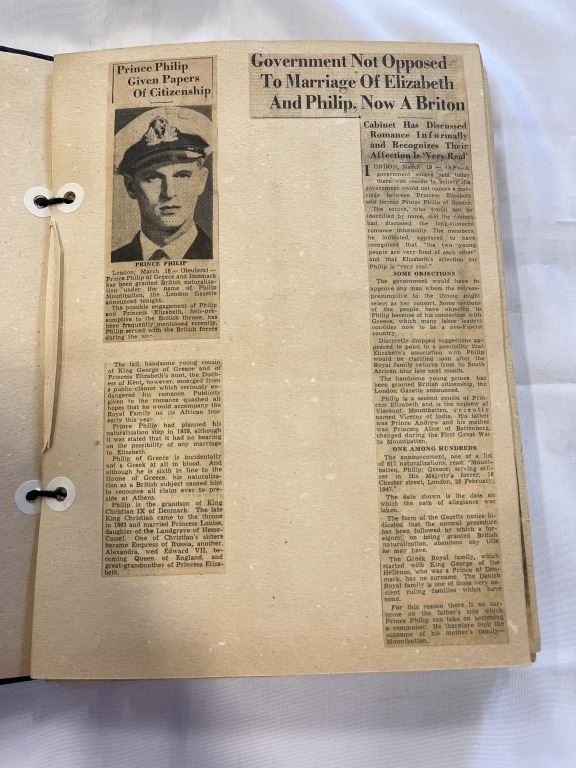 Prince Philip
Given Papers
Of Citizenship
PRINCE PHILIP
London, March 18—(Reuters)—
Prince Philip of Greece and Denmark
has been granted British naturaliza-
tion under the name of Philip
Mountbatten, the London Gazette
announced tonight.
The possible engagement of Philip
and Princess Elizabeth, heir-pre-
sumptive to the British throne, has
been frequently mentioned recently.
Philip served with the British forces
during the war.
The tall, handsome young cousin
of King George of Greece and of
Princess Elizabeth's aunt, the Duch-
ess of Kent, however, emerged from
a public clamor which seriously en-
dangered his romance. Publicity
given to the romance quashed all
hopes that he would accompany the
Royal Family on its African tour
early this year.
Prince Philip had planned his
naturalization step in 1939, although
it was stated that it had no bearing
on the possibility of any marriage
to Elizabeth.
Philip of Greece is incidentally
not a Greek at all in blood. And
although he is sixth in line to the
throne of Greece, his naturaliza-
tion as a British subject caused him
to renounce all claim ever to pre-
side at Athens.
Philip is the grandson of King
Christian IX of Denmark. The late
King Christian came to the throne
in 1863 and married Princess Louise,
daughter of the Landgrave of Hesse-
Cassel. One of Christian's sisters
became Empress of Russia, another,
Alexandra, wed Edward VII, be-
coming Queen of England, and
great-grandmother of Princess Eliza-
beth.
Government Not Opposed
To Marriage Of Elizabeth
And Philip, Now A Briton
Cabinet Has Discussed
Romance Informally
and Recognizes Their
Affection Is 'Very Real'
LONDON, March 19 — (AP)—A
government source said today
there was reason to believe the
government would not oppose a mar-
riage between Princess Elizabeth
and former Prince Philip of Greece.
The source, who would not be
identified by name, said the cabinet
had discussed the long-rumored
romance informally. The members,
he indicated, appeared to have
recognized that "the two young
people are very fond of each other"
and that Elizabeth's affection for
Philip is "very real."
SOME OBJECTIONS
The government would have to
approve any man whom the heiress-
presumptive to the throne might
select as her consort. Some sections
of the people have objected to
Philip because of his connection with
Greece, which many labor leaders
consider now to be a neo-Fascist
country.
Discreetly dropped suggestions ap-
peared to point to a possibility that
Elizabeth's association with Philip
would be clarified soon after the
Royal family returns from its South
African tour late next month.
The handsome young prince has
been granted British citizenship, the
London Gazette announced.
Philip is a second cousin of Prin-
cess Elizabeth and is the nephew of
Viscount Mountbatten, recently
named Viceroy of India. His father
was Prince Andrew and his mother
was Princess Alice of Battenberg,
changed during the First Great War
to Mountbatten.
ONE AMONG HUNDREDS
The announcement, one of a list
of 817 naturalizations, read: "Mount-
batten, Philip; Greece; serving offi-
cer in His Majesty's forces; 16
Chester street, London, 28 February,
1947."
The date shown is the date on
which the oath of allegiance was
taken.
The form of the Gazette notice in-
dicated that the normal procedure
had been followed, by which a for-
eigner, on being granted British
naturalization, abandons any title
he may have.
The Greek Royal family, which
started with King George of the
Hellenes, who was a Prince of Den-
mark, has no surname. The Danish
Royal family is one of those very an-
cient ruling families which have
none.
For this reason there is no sur-
name on the father's side which
Prince Philip can take on becoming
a commoner. He therefore took the
surname of his mother's family—
Mountbatten.